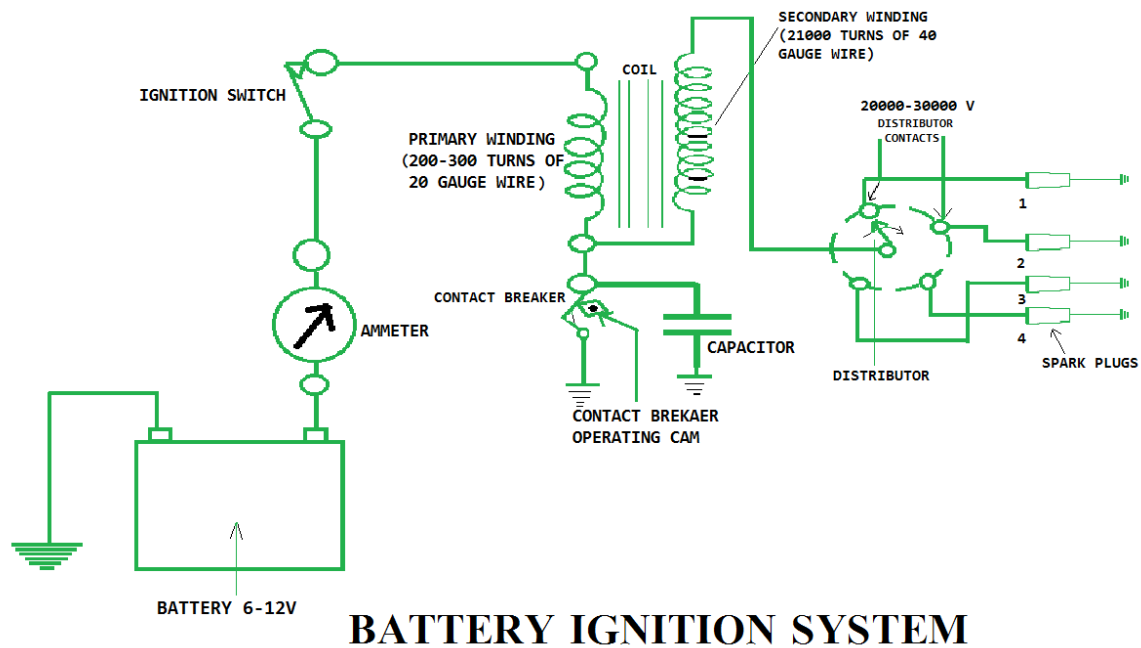 SECONDARY WINDING
(21000 TURNS OF 40
GAUGE WIRE)
COIL
IGNITION SWITCH
PRIMARY WINDING
(200-300 TURNS OF
20 GAUGE WIRE)
20000-30000 V
DISTRIBUTOR
CONTACTS
1
2
3
4
CONTACT BREAKER
AMMETER
CAPACITOR
DISTRIBUTOR
SPARK PLUGS
CONTACT BREKAER
OPERATING CAM
BATTERY 6-12V
BATTERY IGNITION SYSTEM